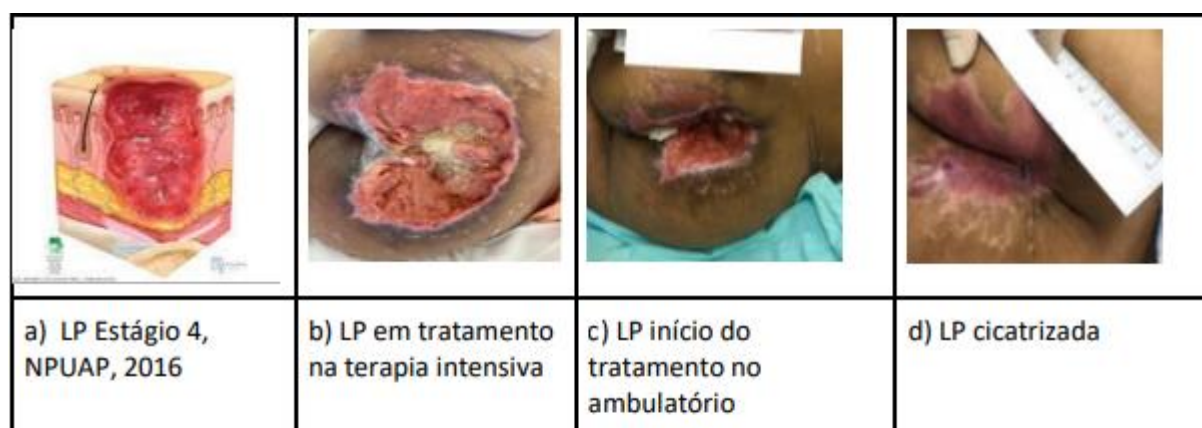 a) LP Estágio 4,
NPUAP, 2016
b) LP em tratamento
na terapia intensiva
c) LP início do
tratamento no
ambulatório
d) LP cicatrizada